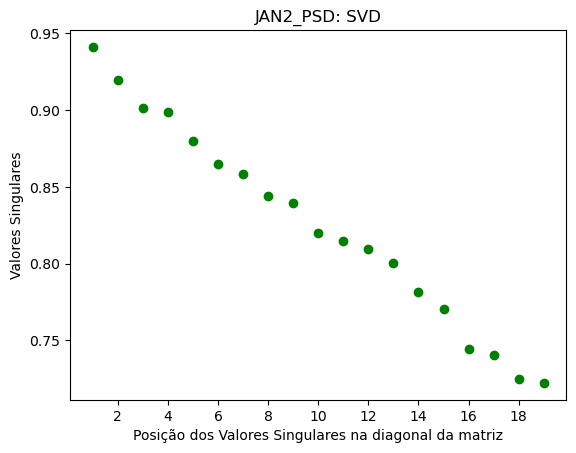 JAN2_PSD: SVD
Valores Singulares
0.95
0.90
0.85
0.80
0.75
2 4 6 8 10 12 14 16 18
Posição dos Valores Singulares na diagonal da matriz